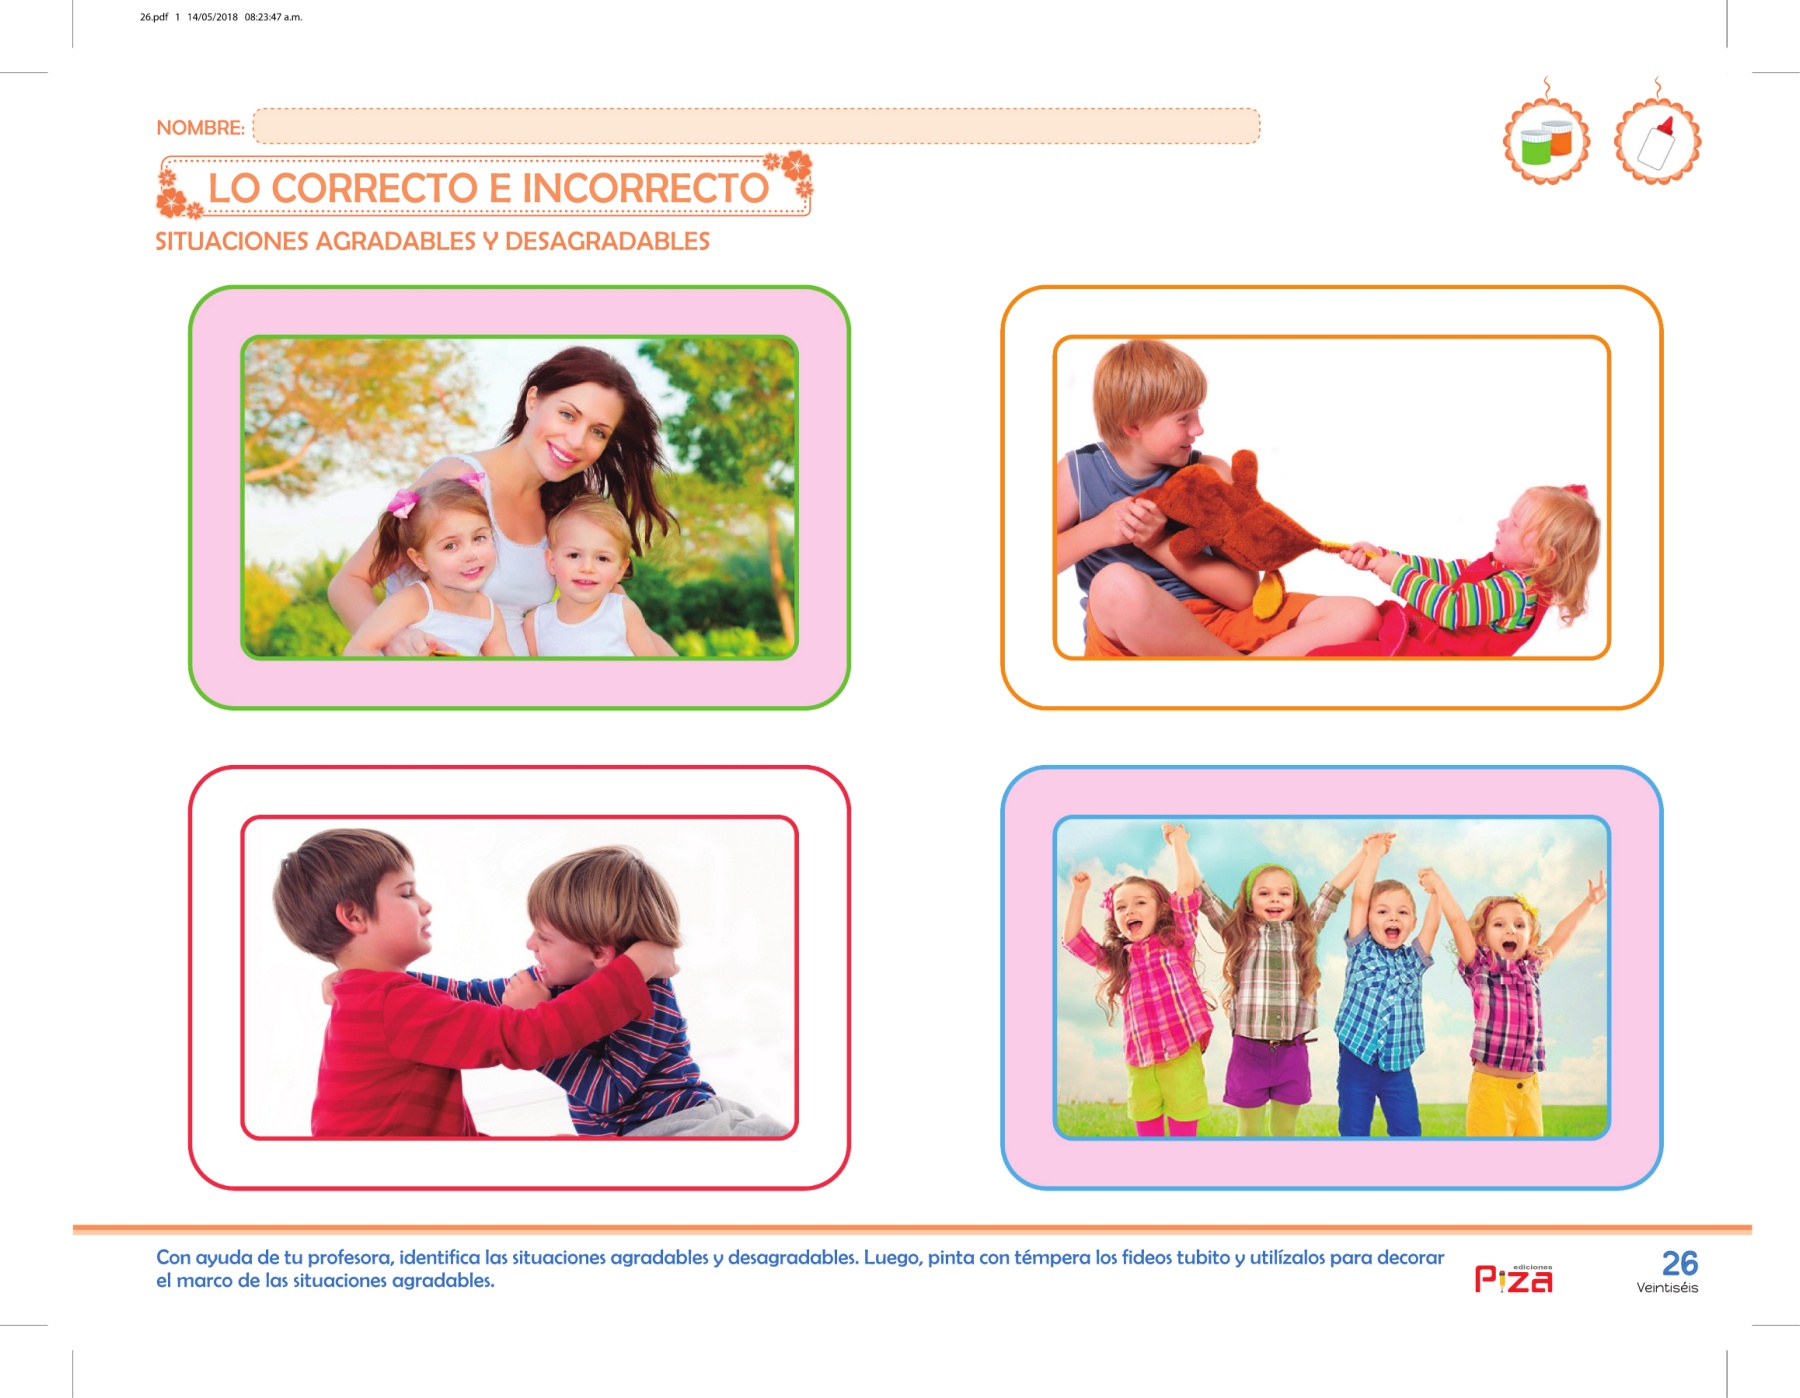 26.pdf 1 14/05/2018 08:23:47 a.m.
NOMBRE:
LO CORRECTO E INCORRECTO
SITUACIONES AGRADABLES Y DESAGRADABLES
Con ayuda de tu profesora, identifica las situaciones agradables y desagradables. Luego, pinta con témpera los fideos tubito y utilízalos para decorar
el marco de las situaciones agradables.
ediciones
Piza
26
Veintiséis